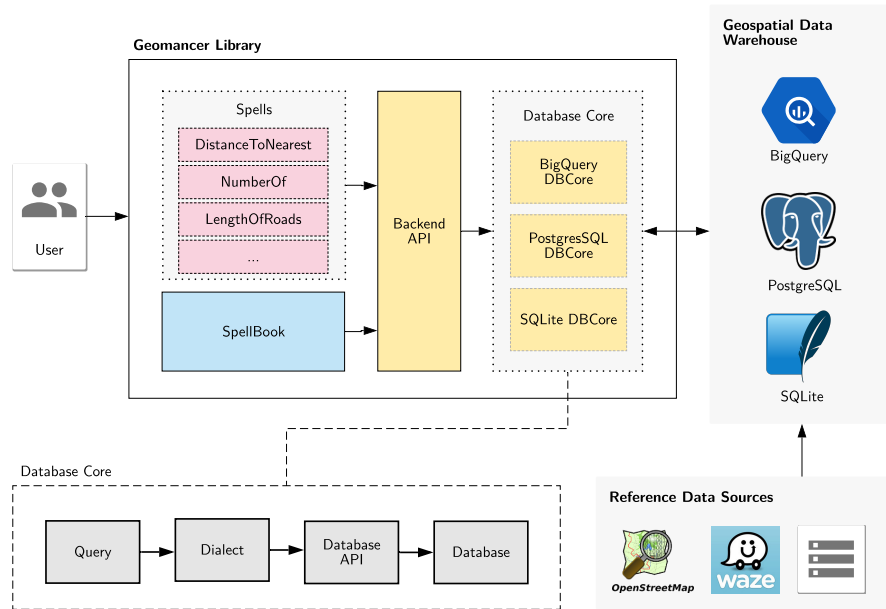 Geospatial Data
Warehouse
Geomancer Library
Spells
DistanceToNearest
NumberOf
LengthOfRoads
...
SpellBook
Backend
API
Database Core
BigQuery
DBCore
PostgresSQL
DBCore
SQLite DBCore
User
BigQuery
PostgreSQL
SQLite
Database Core
Query
Dialect
Database
API
Database
Reference Data Sources
OpenStreetMap
waze